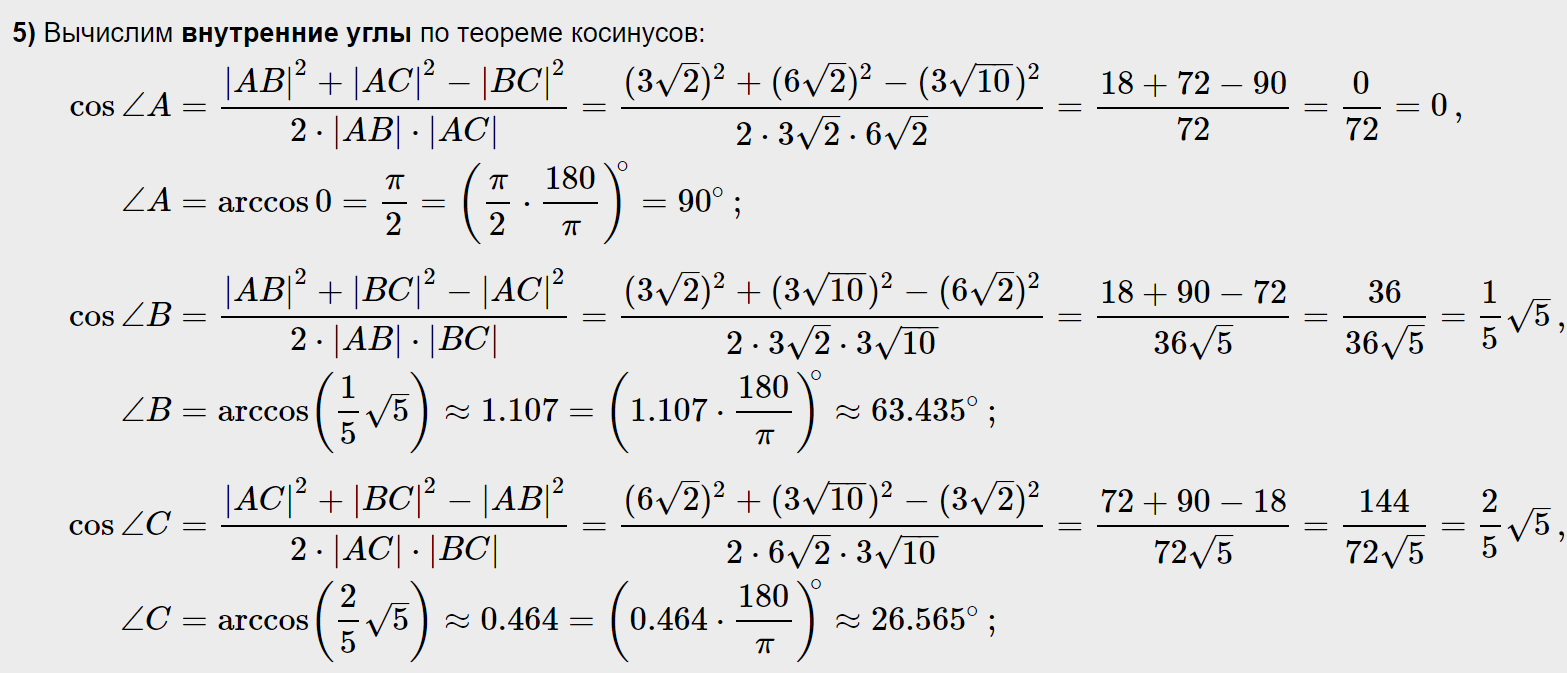 5) Вычислим внутренние углы по теореме косинусов:
cos ∠A = (|AB|² + |AC|² − |BC|²) / (2 · |AB| · |AC|) = ((3√2)² + (6√2)² − (3√10)²) / (2 · 3√2 · 6√2) = (18 + 72 − 90) / 72 = 0/72 = 0 ,
∠A = arccos 0 = π/2 = (π/2 · 180/π)° = 90° ;
cos ∠B = (|AB|² + |BC|² − |AC|²) / (2 · |AB| · |BC|) = ((3√2)² + (3√10)² − (6√2)²) / (2 · 3√2 · 3√10) = (18 + 90 − 72) / (36√5) = 36 / (36√5) = 1/5 √5 ,
∠B = arccos(1/5 √5) ≈ 1.107 = (1.107 · 180/π)° ≈ 63.435° ;
cos ∠C = (|AC|² + |BC|² − |AB|²) / (2 · |AC| · |BC|) = ((6√2)² + (3√10)² − (3√2)²) / (2 · 6√2 · 3√10) = (72 + 90 − 18) / (72√5) = 144 / (72√5) = 2/5 √5 ,
∠C = arccos(2/5 √5) ≈ 0.464 = (0.464 · 180/π)° ≈ 26.565° ;